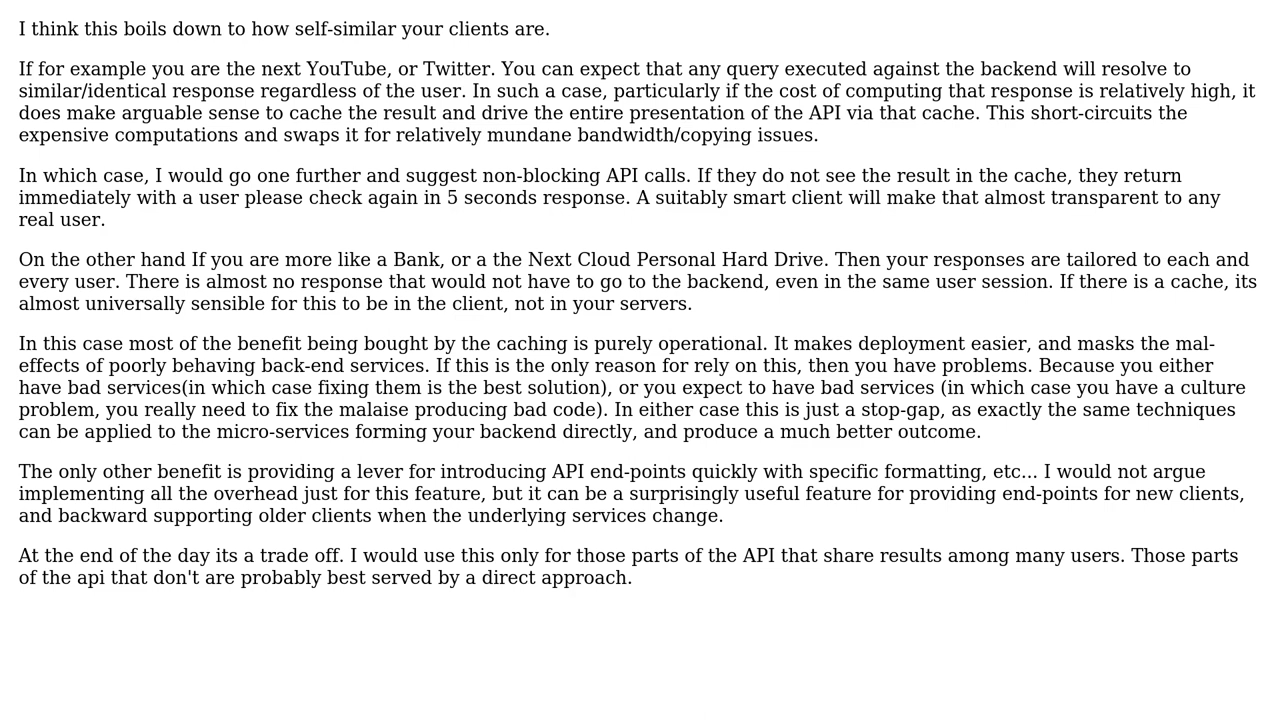 I think this boils down to how self-similar your clients are.
If for example you are the next YouTube, or Twitter. You can expect that any query executed against the backend will resolve to
similar/identical response regardless of the user. In such a case, particularly if the cost of computing that response is relatively high, it
does make arguable sense to cache the result and drive the entire presentation of the API via that cache. This short-circuits the
expensive computations and swaps it for relatively mundane bandwidth/copying issues.
In which case, I would go one further and suggest non-blocking API calls. If they do not see the result in the cache, they return
immediately with a user please check again in 5 seconds response. A suitably smart client will make that almost transparent to any
real user.
On the other hand If you are more like a Bank, or a the Next Cloud Personal Hard Drive. Then your responses are tailored to each and
every user. There is almost no response that would not have to go to the backend, even in the same user session. If there is a cache, its
almost universally sensible for this to be in the client, not in your servers.
In this case most of the benefit being bought by the caching is purely operational. It makes deployment easier, and masks the mal-
effects of poorly behaving back-end services. If this is the only reason for rely on this, then you have problems. Because you either
have bad services(in which case fixing them is the best solution), or you expect to have bad services (in which case you have a culture
problem, you really need to fix the malaise producing bad code). In either case this is just a stop-gap, as exactly the same techniques
can be applied to the micro-services forming your backend directly, and produce a much better outcome.
The only other benefit is providing a lever for introducing API end-points quickly with specific formatting, etc... I would not argue
implementing all the overhead just for this feature, but it can be a surprisingly useful feature for providing end-points for new clients,
and backward supporting older clients when the underlying services change.
At the end of the day its a trade off. I would use this only for those parts of the API that share results among many users. Those parts
of the api that don't are probably best served by a direct approach.